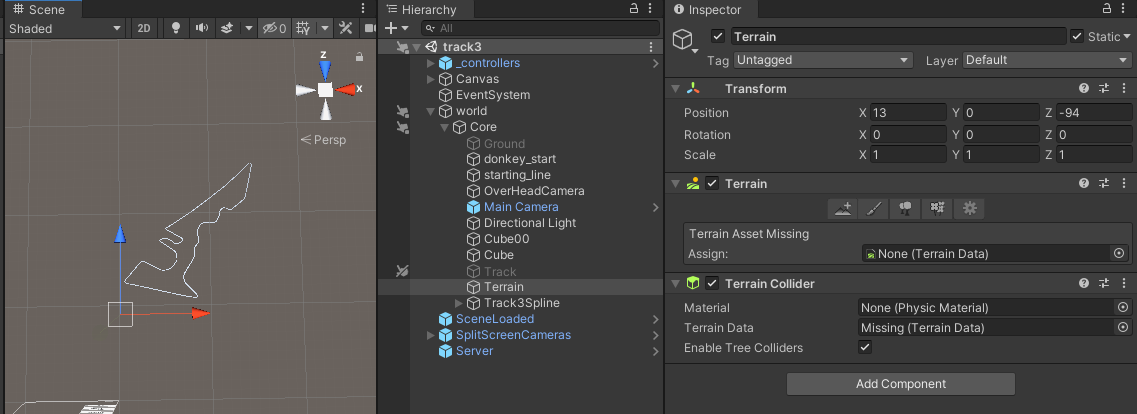 Scene
Shaded
2D
0
z
x
Persp
Hierarchy
All
track3
_controllers
Canvas
EventSystem
world
Core
Ground
donkey_start
starting_line
OverHeadCamera
Main Camera
Directional Light
Cube00
Cube
Track
Terrain
Track3Spline
SceneLoaded
SplitScreenCameras
Server
Inspector
Terrain Static
Tag Untagged Layer Default
Transform
Position X 13 Y 0 Z -94
Rotation X 0 Y 0 Z 0
Scale X 1 Y 1 Z 1
Terrain
Terrain Asset Missing
Assign: None (Terrain Data)
Terrain Collider
Material None (Physic Material)
Terrain Data Missing (Terrain Data)
Enable Tree Colliders
Add Component